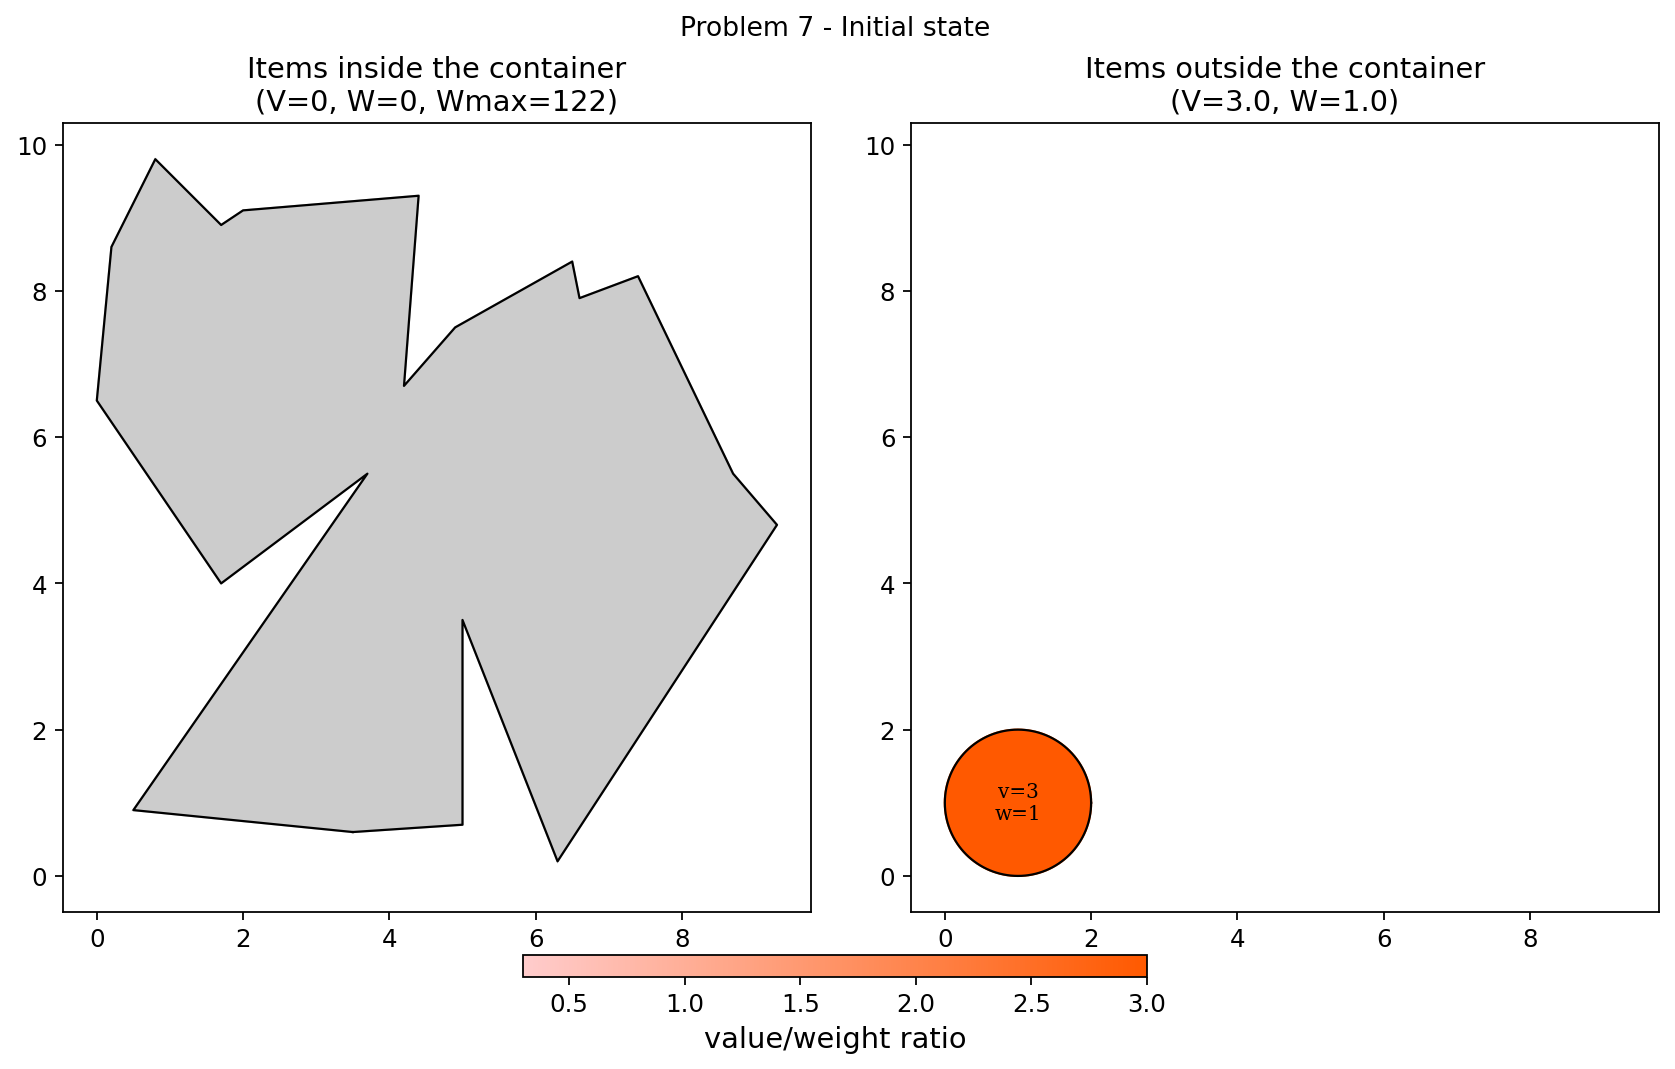 Problem 7 - Initial state
Items inside the container
(V=0, W=0, Wmax=122)
10
8
6
4
2
0
0 2 4 6 8
Items outside the container
(V=3.0, W=1.0)
10
8
6
4
2
0
v=3
w=1
0 2 4 6 8
0.5 1.0 1.5 2.0 2.5 3.0
value/weight ratio